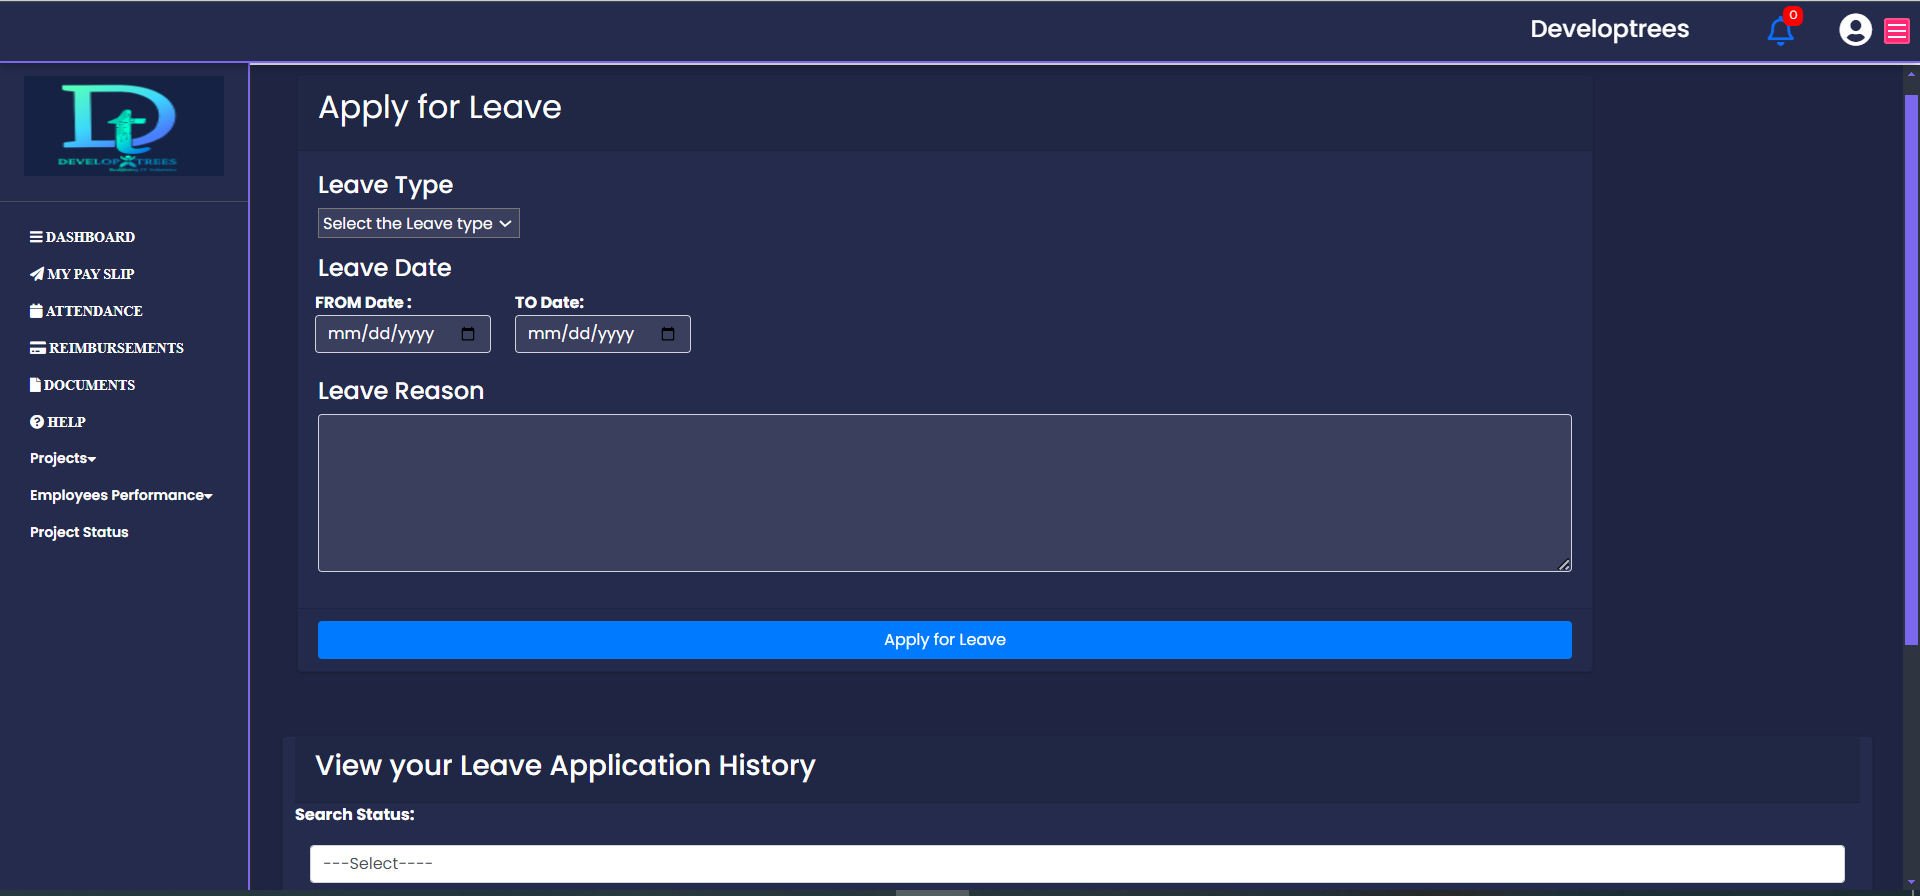 Developtrees
0
DEVELOP TREES
DASHBOARD
MY PAY SLIP
ATTENDANCE
REIMBURSEMENTS
DOCUMENTS
HELP
Projects
Employees Performance
Project Status
Apply for Leave
Leave Type
Select the Leave type
Leave Date
FROM Date : TO Date:
mm/dd/yyyy mm/dd/yyyy
Leave Reason
Apply for Leave
View your Leave Application History
Search Status:
---Select----